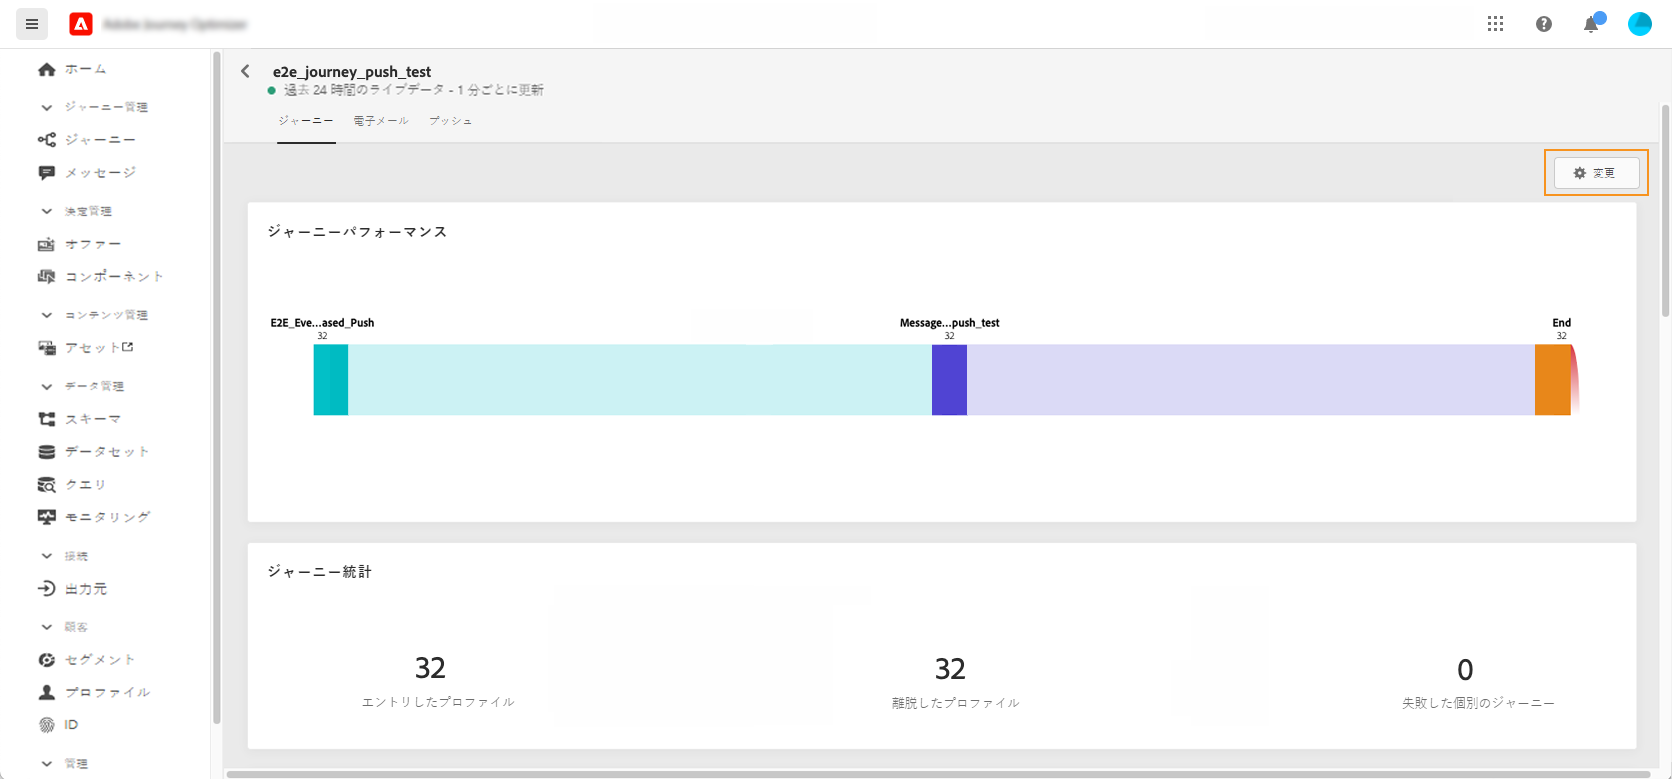 Adobe Journey Optimizer
ホーム
ジャーニー管理
ジャーニー
メッセージ
決定管理
オファー
コンポーネント
コンテンツ管理
アセット
データ管理
スキーマ
データセット
クエリ
モニタリング
接続
出力元
顧客
セグメント
プロファイル
ID
管理
e2e_journey_push_test
過去 24 時間のライブデータ - 1 分ごとに更新
ジャーニー 電子メール プッシュ
変更
ジャーニーパフォーマンス
E2E_Eve...ased_Push
32
Message...push_test
32
End
32
ジャーニー統計
32
エントリしたプロファイル
32
離脱したプロファイル
0
失敗した個別のジャーニー